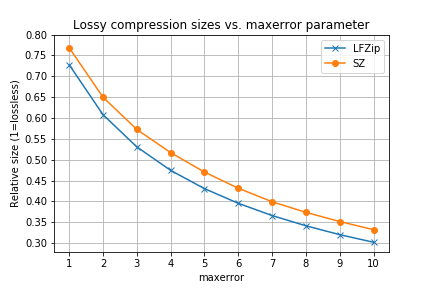 Lossy compression sizes vs. maxerror parameter
LFZip
SZ
Relative size (1=lossless)
0.80
0.75
0.70
0.65
0.60
0.55
0.50
0.45
0.40
0.35
0.30
1 2 3 4 5 6 7 8 9 10
maxerror